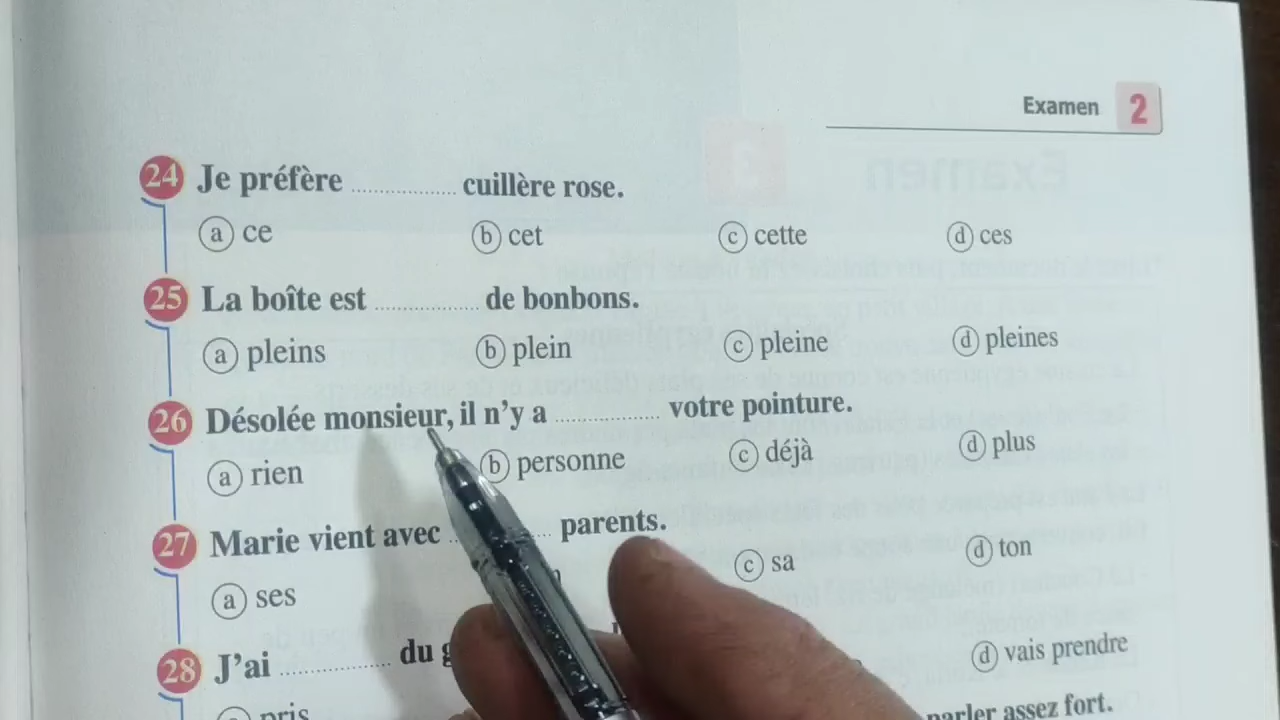 Examen 2
24 Je préfère ................. cuillère rose.
a ce b cet c cette d ces
25 La boîte est ................. de bonbons.
a pleins b plein c pleine d pleines
26 Désolée monsieur, il n'y a ................. votre pointure.
a rien b personne c déjà d plus
27 Marie vient avec parents.
a ses c sa d ton
28 J'ai ................. du
pris d vais prendre
parler assez fort.